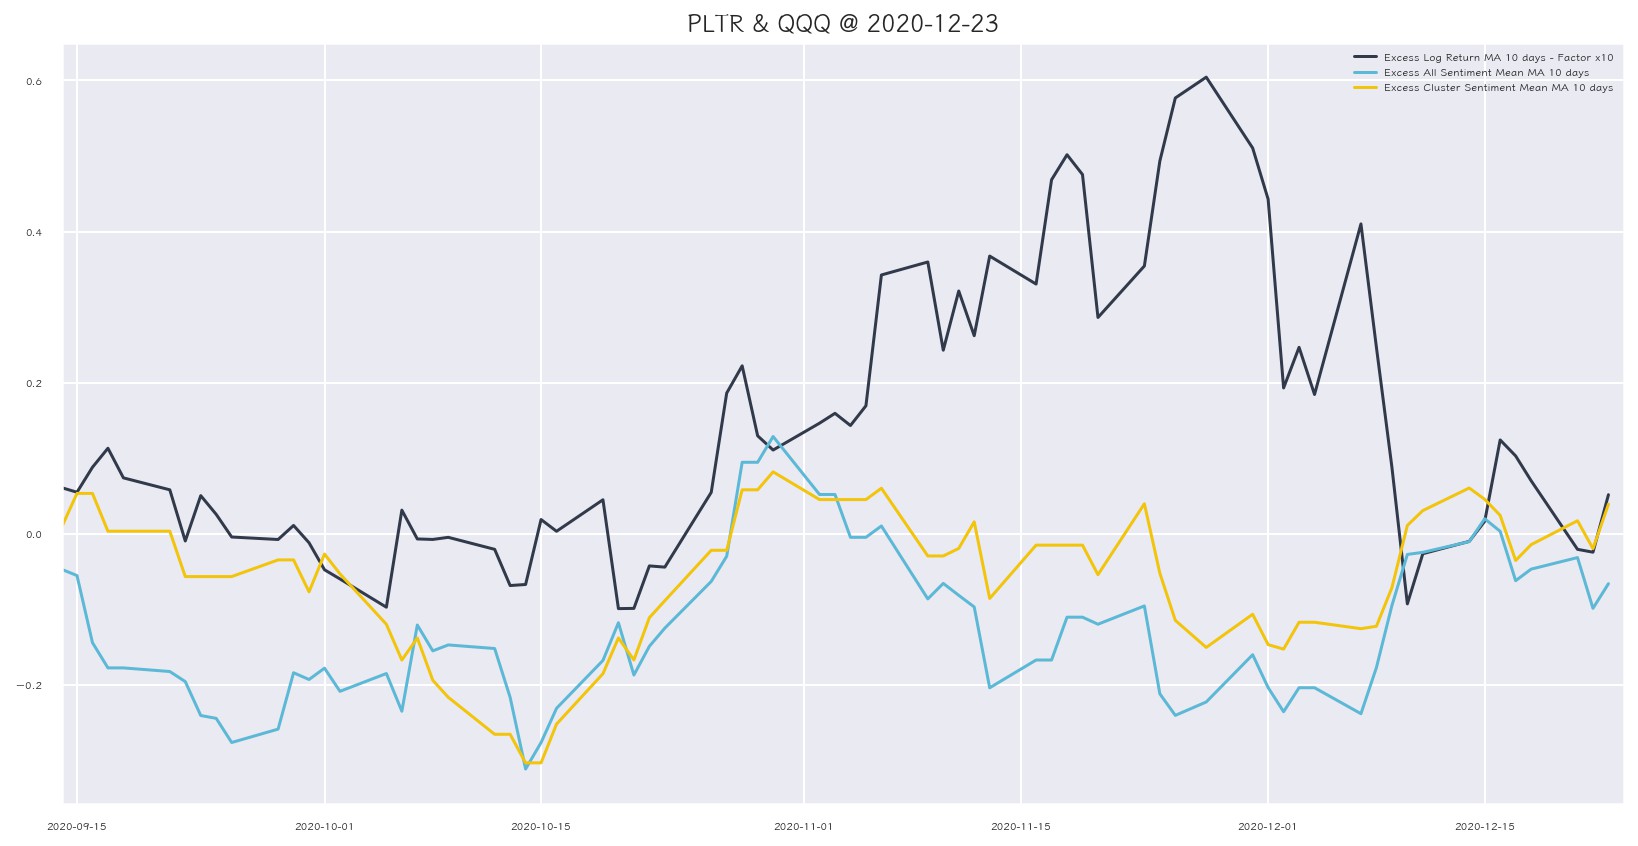 PLTR & QQQ @ 2020-12-23
Excess Log Return MA 10 days - Factor x10
Excess All Sentiment Mean MA 10 days
Excess Cluster Sentiment Mean MA 10 days
0.6
0.4
0.2
0.0
−0.2
2020-09-15 2020-10-01 2020-10-15 2020-11-01 2020-11-15 2020-12-01 2020-12-15